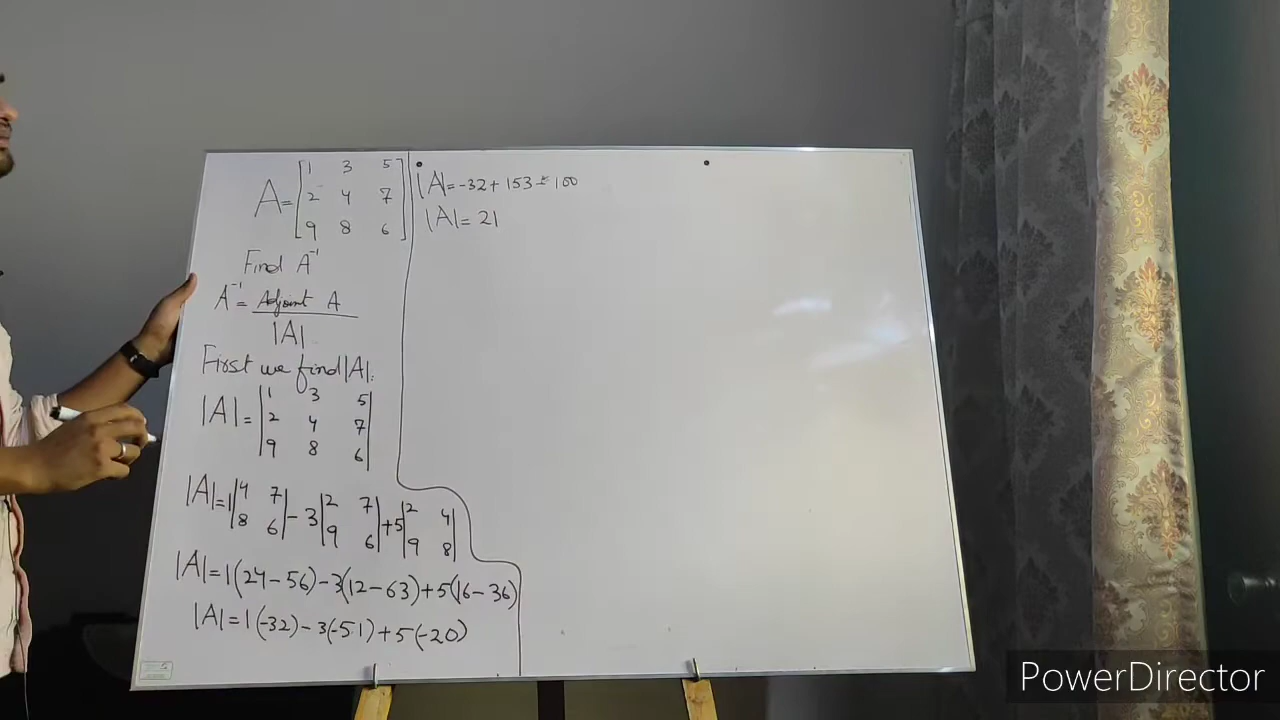 1 3 5
A= 2 4 7
9 8 6
Find A⁻¹
A⁻¹= Adjoint A
|A|
First we find |A|.
1 3 5
|A|= 2 4 7
9 8 6
|A|=1|4 7| - 3|2 7| +5|2 4|
|8 6| |9 6| |9 8|
|A|=1(24-56)-3(12-63)+5(16-36)
|A|=1(-32)-3(-51)+5(-20)
|A|=-32+153-100
|A|=21
PowerDirector